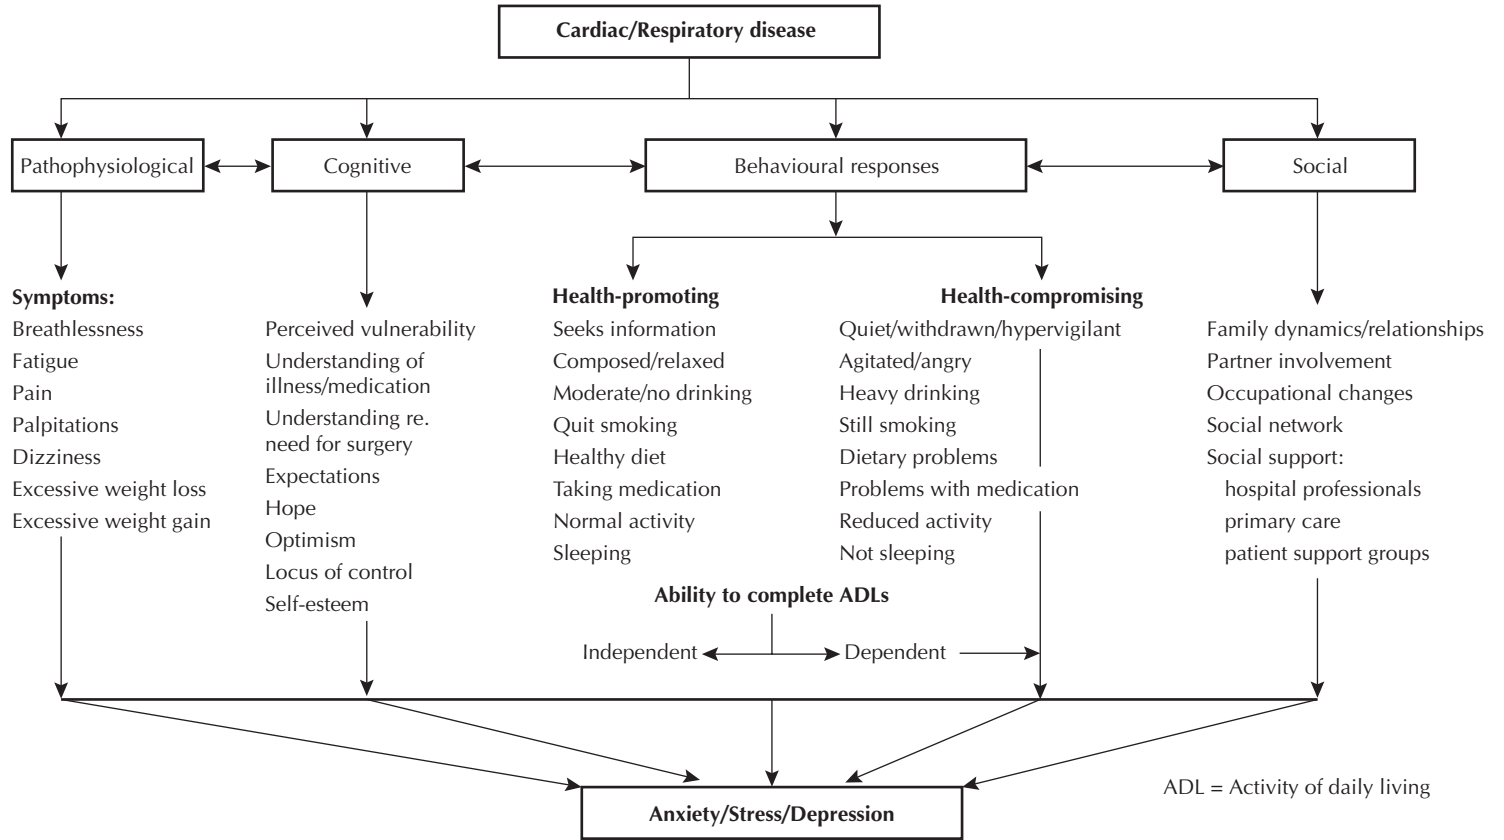 Cardiac/Respiratory disease
Pathophysiological
Cognitive
Behavioural responses
Social
Symptoms:
Breathlessness
Fatigue
Pain
Palpitations
Dizziness
Excessive weight loss
Excessive weight gain
Perceived vulnerability
Understanding of
illness/medication
Understanding re.
need for surgery
Expectations
Hope
Optimism
Locus of control
Self-esteem
Health-promoting
Seeks information
Composed/relaxed
Moderate/no drinking
Quit smoking
Healthy diet
Taking medication
Normal activity
Sleeping
Health-compromising
Quiet/withdrawn/hypervigilant
Agitated/angry
Heavy drinking
Still smoking
Dietary problems
Problems with medication
Reduced activity
Not sleeping
Ability to complete ADLs
Independent
Dependent
Family dynamics/relationships
Partner involvement
Occupational changes
Social network
Social support:
hospital professionals
primary care
patient support groups
Anxiety/Stress/Depression
ADL = Activity of daily living